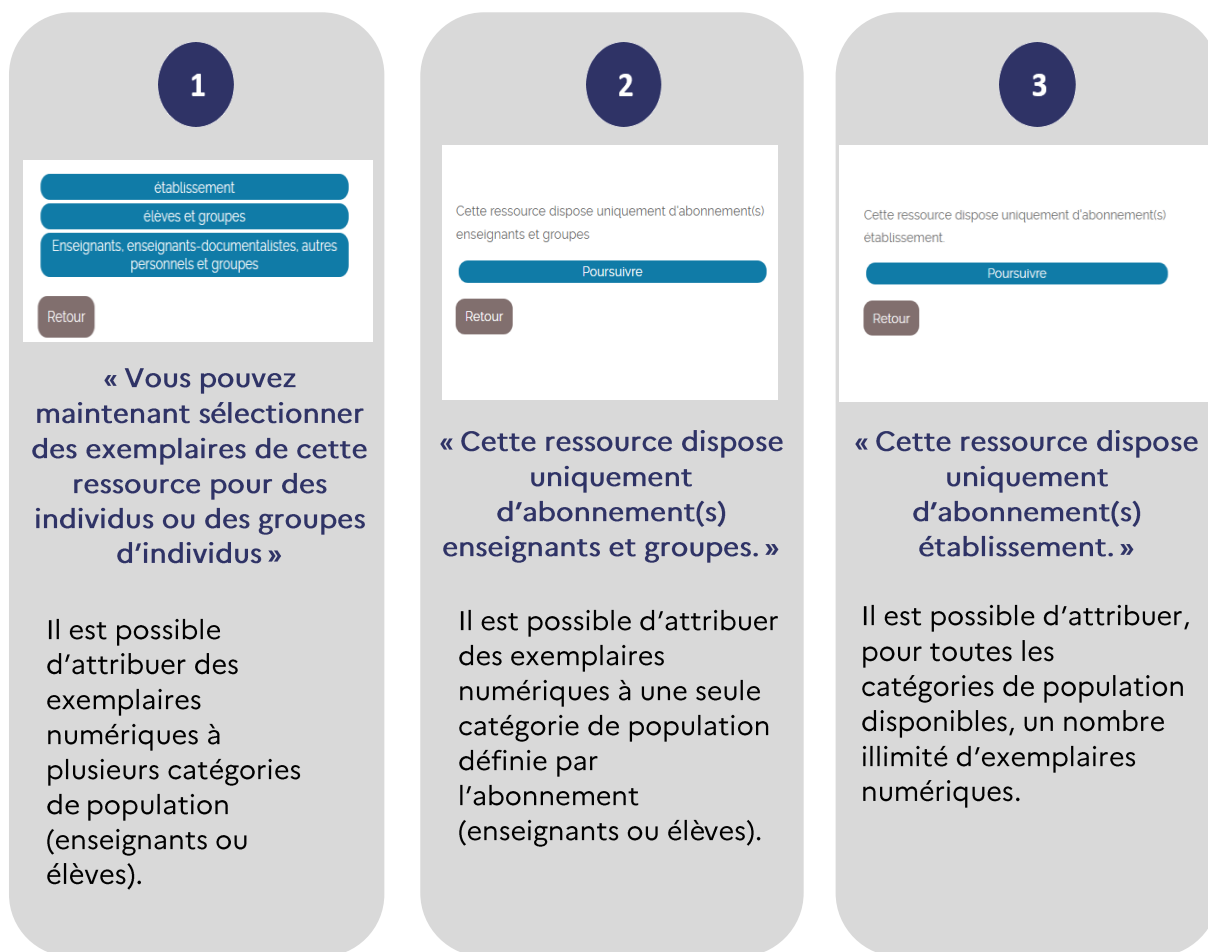 1
établissement
élèves et groupes
Enseignants, enseignants-documentalistes, autres
personnels et groupes
Retour
« Vous pouvez
maintenant sélectionner
des exemplaires de cette
ressource pour des
individus ou des groupes
d’individus »
Il est possible
d’attribuer des
exemplaires
numériques à
plusieurs catégories
de population
(enseignants ou
élèves).
2
Cette ressource dispose uniquement d'abonnement(s)
enseignants et groupes
Poursuivre
Retour
« Cette ressource dispose
uniquement
d’abonnement(s)
enseignants et groupes. »
Il est possible d’attribuer
des exemplaires
numériques à une seule
catégorie de population
définie par
l’abonnement
(enseignants ou élèves).
3
Cette ressource dispose uniquement d'abonnement(s)
établissement.
Poursuivre
Retour
« Cette ressource dispose
uniquement
d’abonnement(s)
établissement. »
Il est possible d’attribuer,
pour toutes les
catégories de population
disponibles, un nombre
illimité d’exemplaires
numériques.